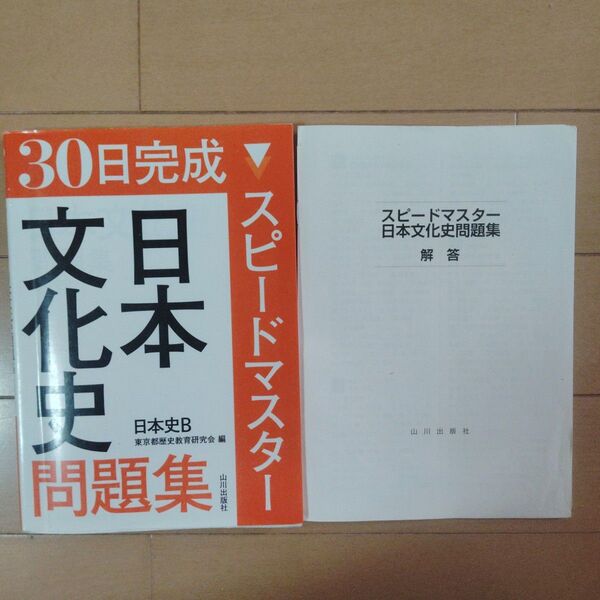 30日完成
スピードマスター
日本
文化史
問題集
日本史B
東京都歴史教育研究会 編
山川出版社
スピードマスター
日本文化史問題集
解答
山川出版社